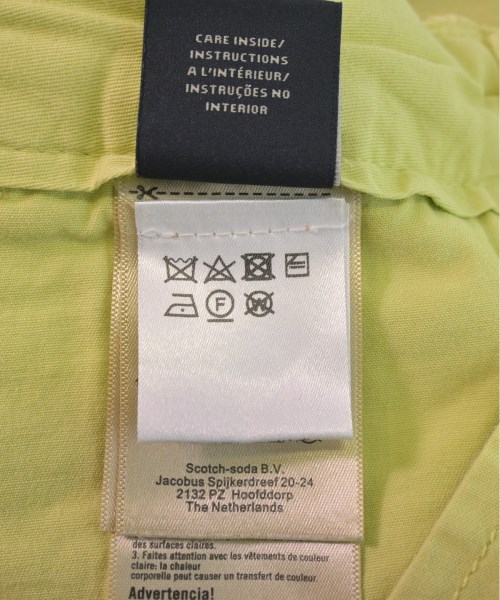 CARE INSIDE/
INSTRUCTIONS
A L'INTÉRIEUR/
INSTRUÇÕES NO
INTERIOR
F
W
Scotch-soda B.V.
Jacobus Spijkerdreef 20-24
2132 PZ Hoofddorp
The Netherlands
des surfaces claires.
3. Faites attention avec les vêtements de couleur
claire: la chaleur
corporelle peut causer un transfert de couleur.
Advertencia!